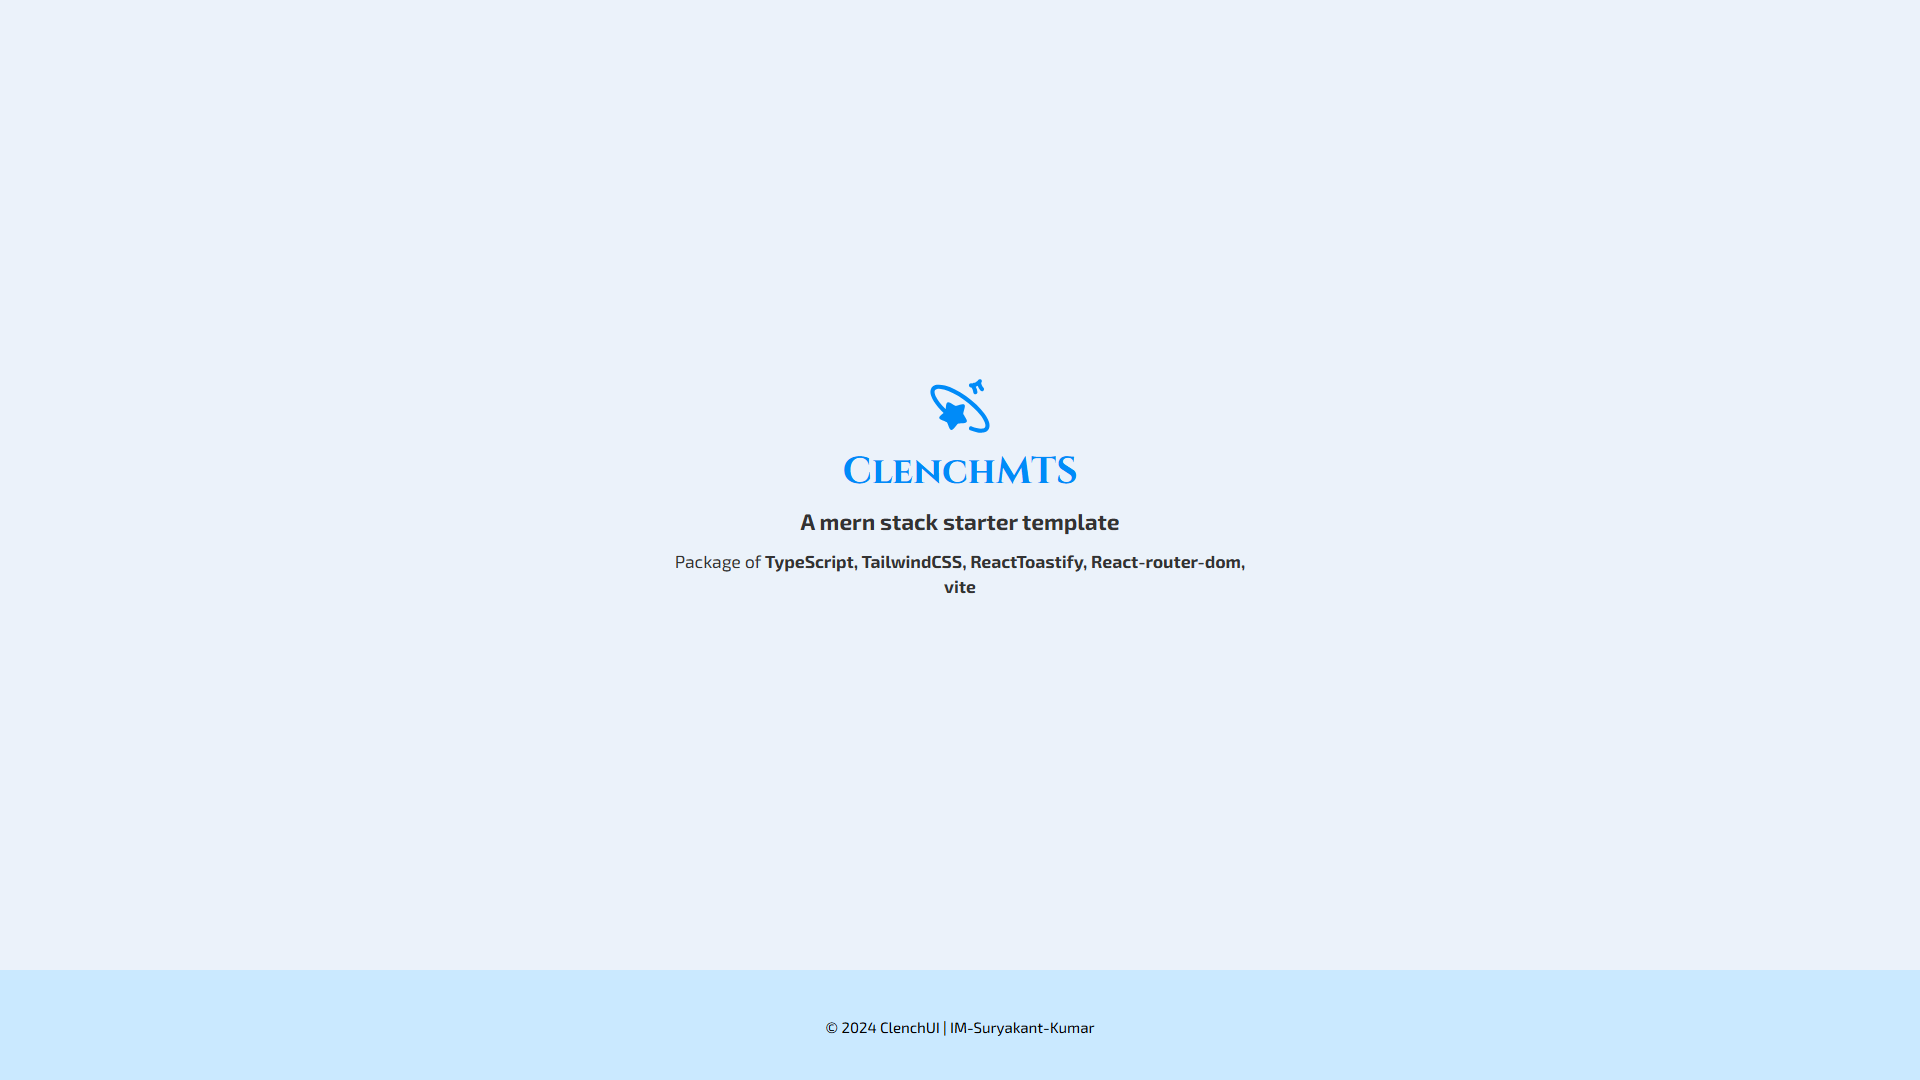 ClenchMTS
A mern stack starter template
Package of TypeScript, TailwindCSS, ReactToastify, React-router-dom,
vite
© 2024 ClenchUI | IM-Suryakant-Kumar